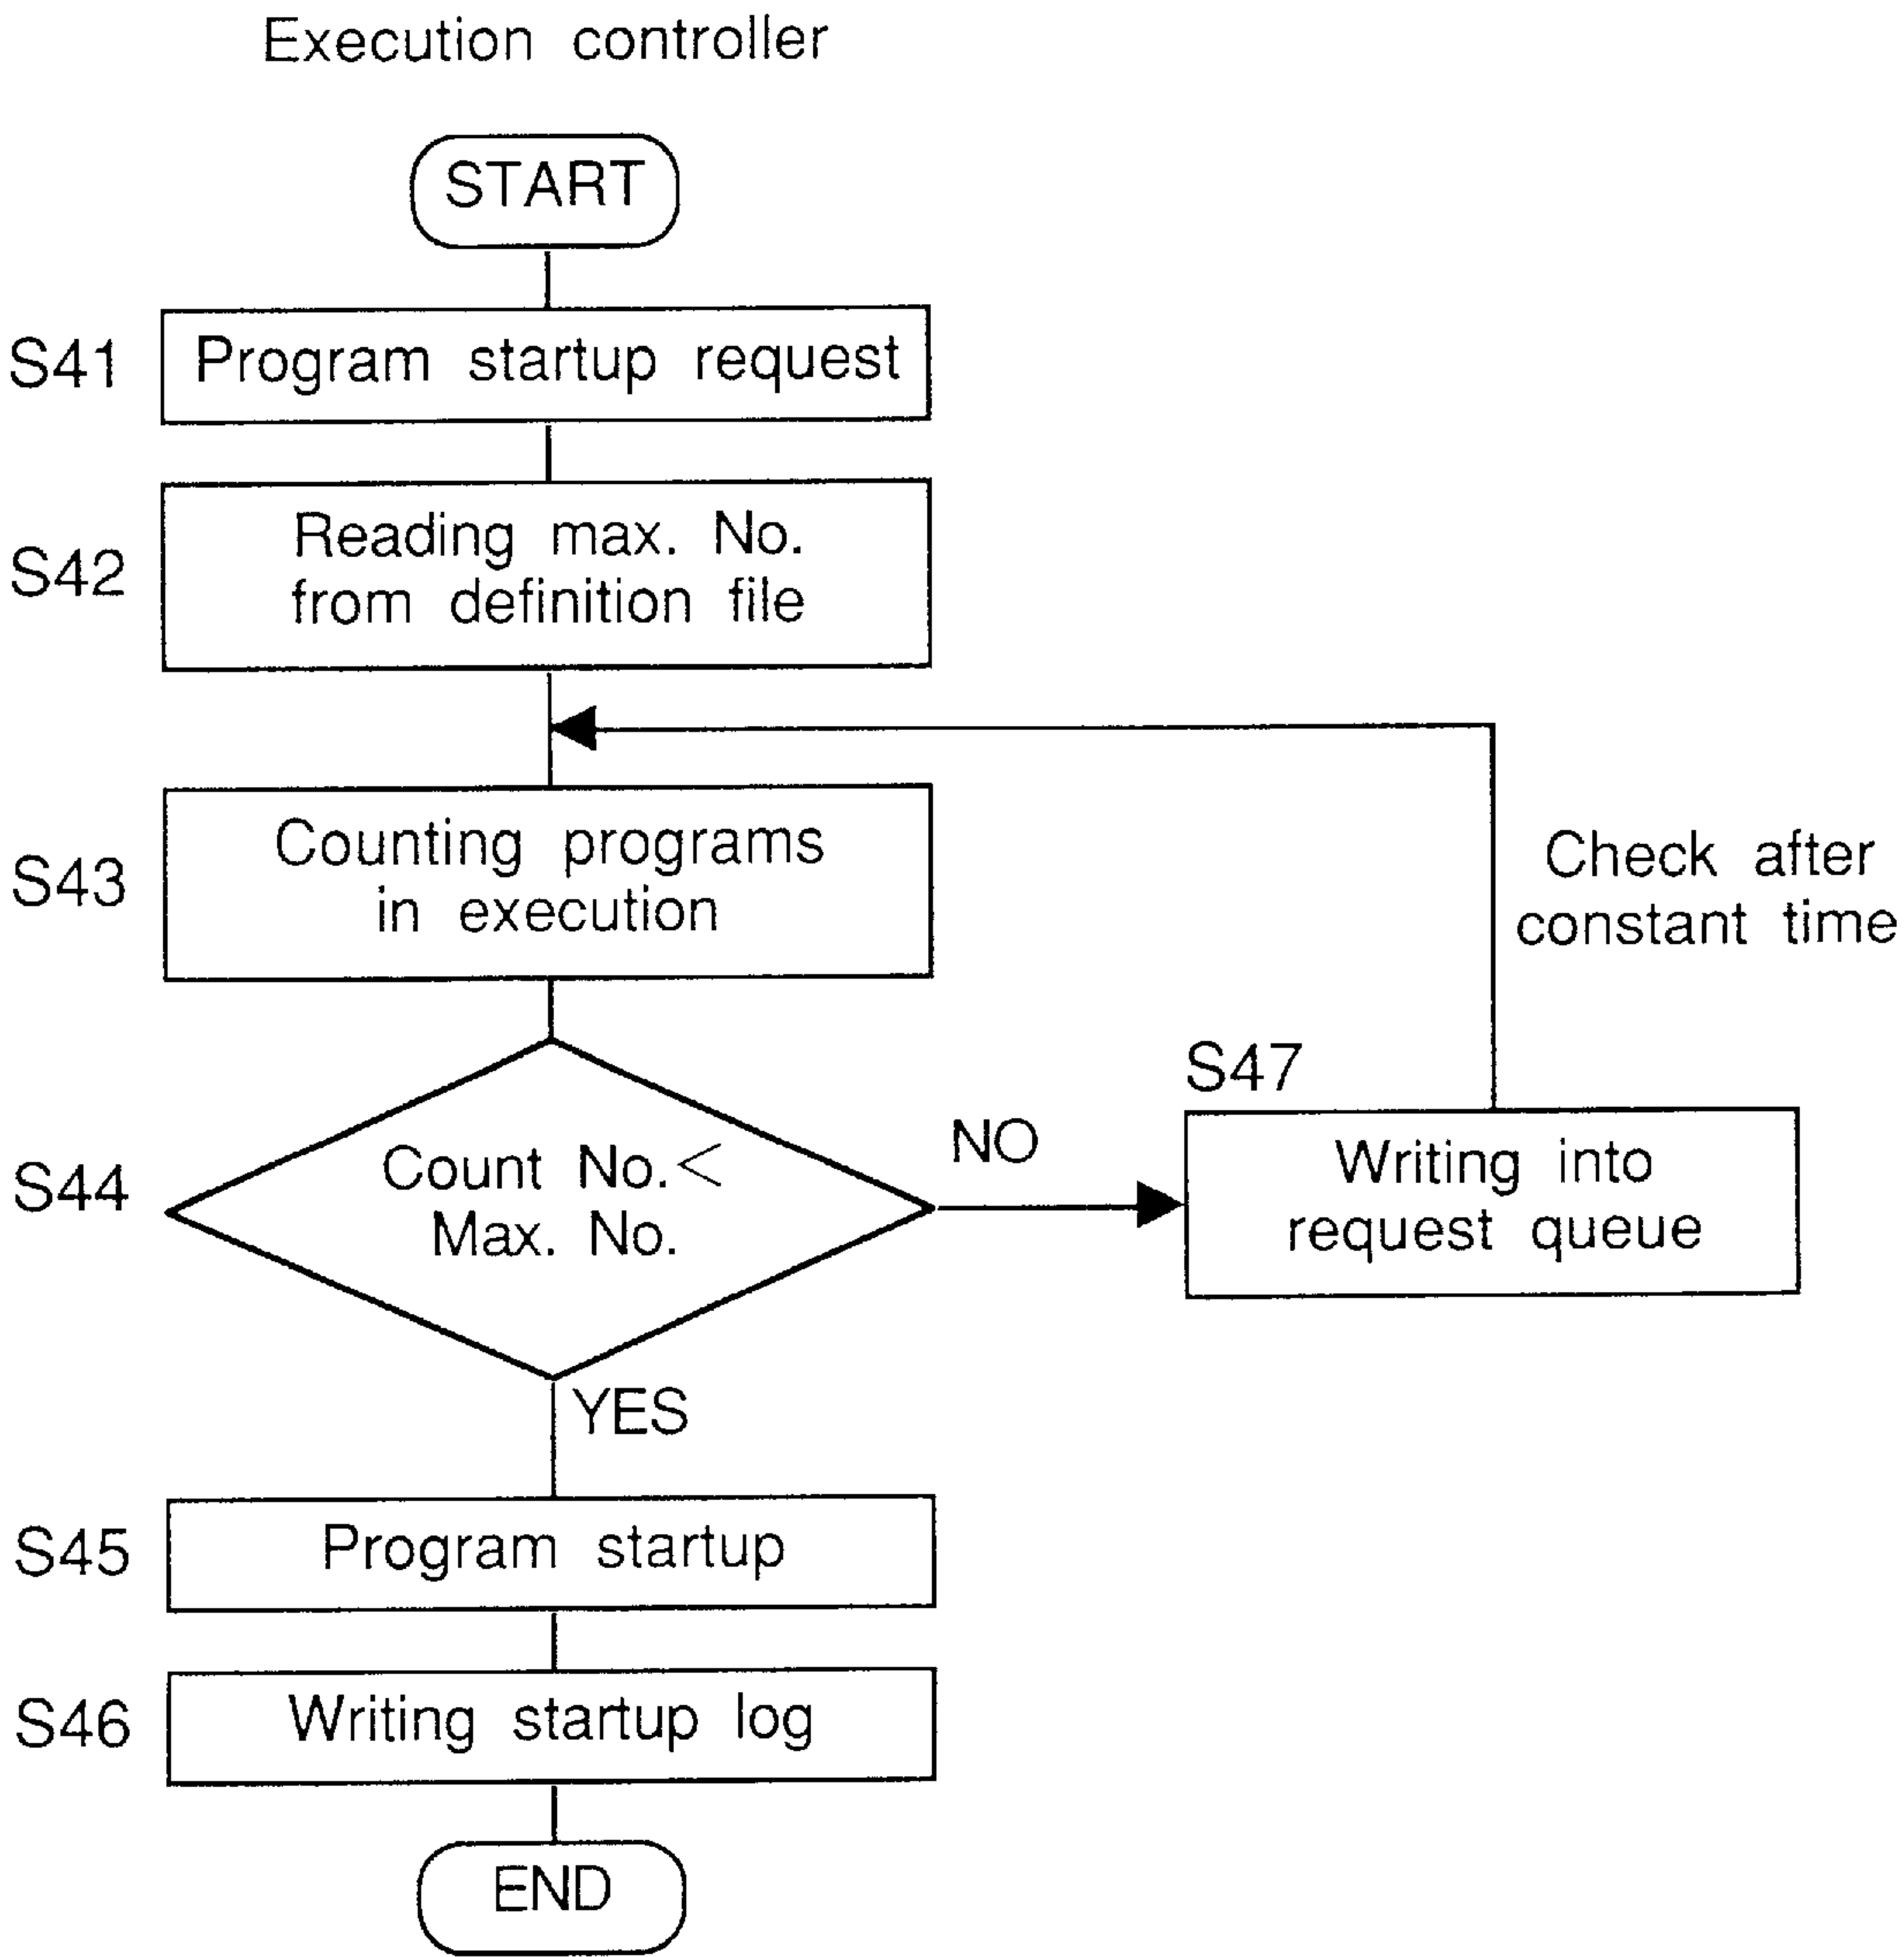 Execution controller
START
S41
Program startup request
S42
Reading max. No.
from definition file
S43
Counting programs
in execution
Check after
constant time
S44
Count No.<
Max. No.
NO
S47
Writing into
request queue
YES
S45
Program startup
S46
Writing startup log
END